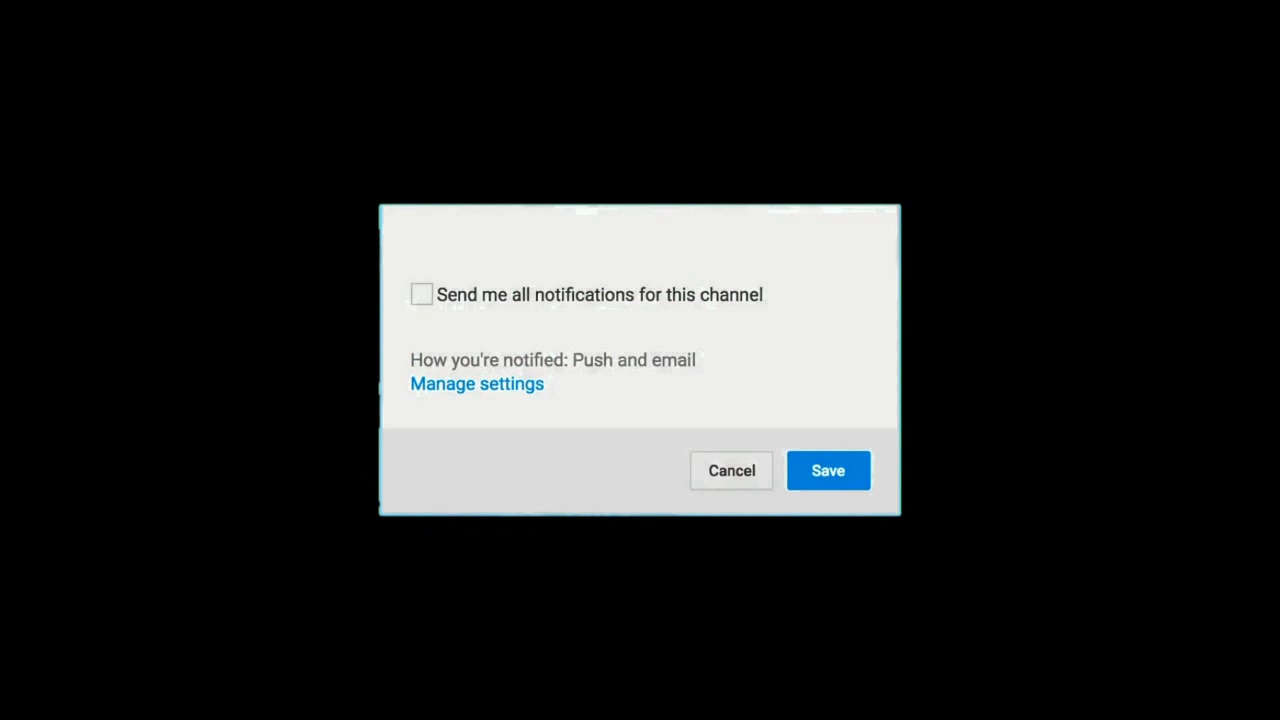 Send me all notifications for this channel
How you're notified: Push and email
Manage settings
Cancel Save